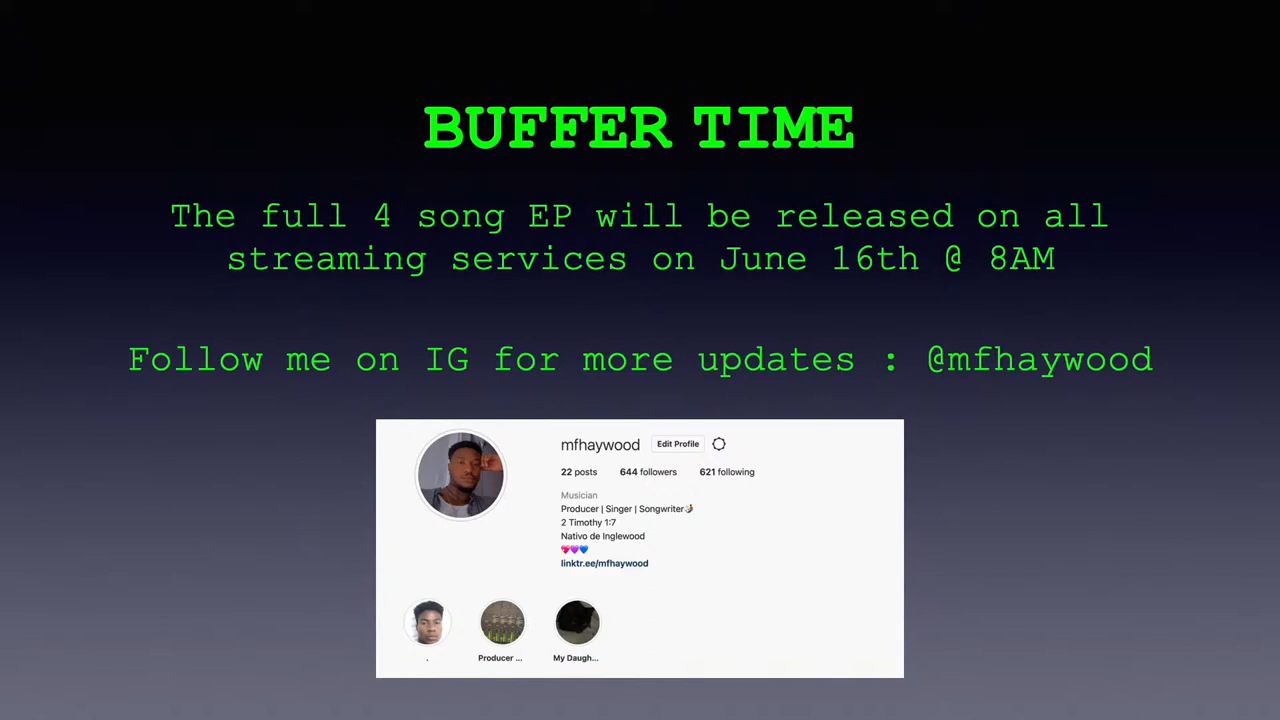 BUFFER TIME
The full 4 song EP will be released on all
streaming services on June 16th @ 8AM
Follow me on IG for more updates : @mfhaywood
mfhaywood Edit Profile
22 posts 644 followers 621 following
Musician
Producer | Singer | Songwriter
2 Timothy 1:7
Nativo de Inglewood
linktr.ee/mfhaywood
. Producer ... My Daugh...